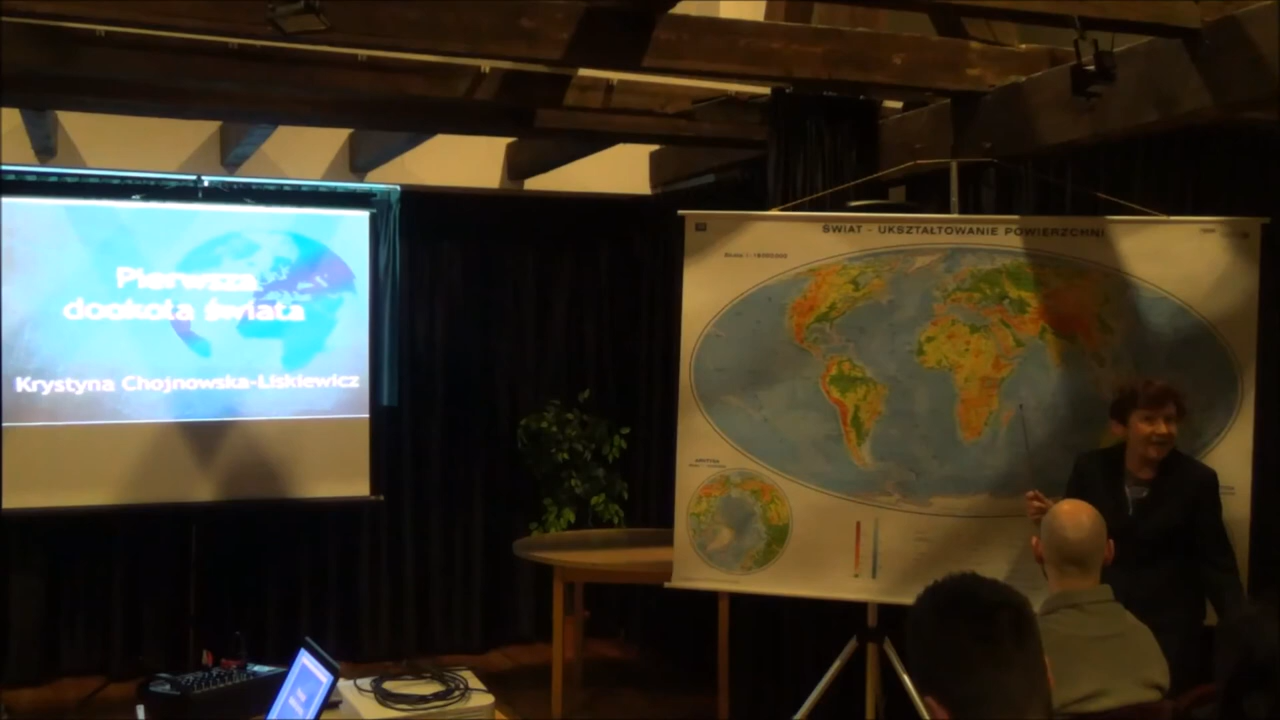 Pierwsza
dookoła świata
Krystyna Chojnowska-Liskiewicz
ŚWIAT - UKSZTAŁTOWANIE POWIERZCHNI